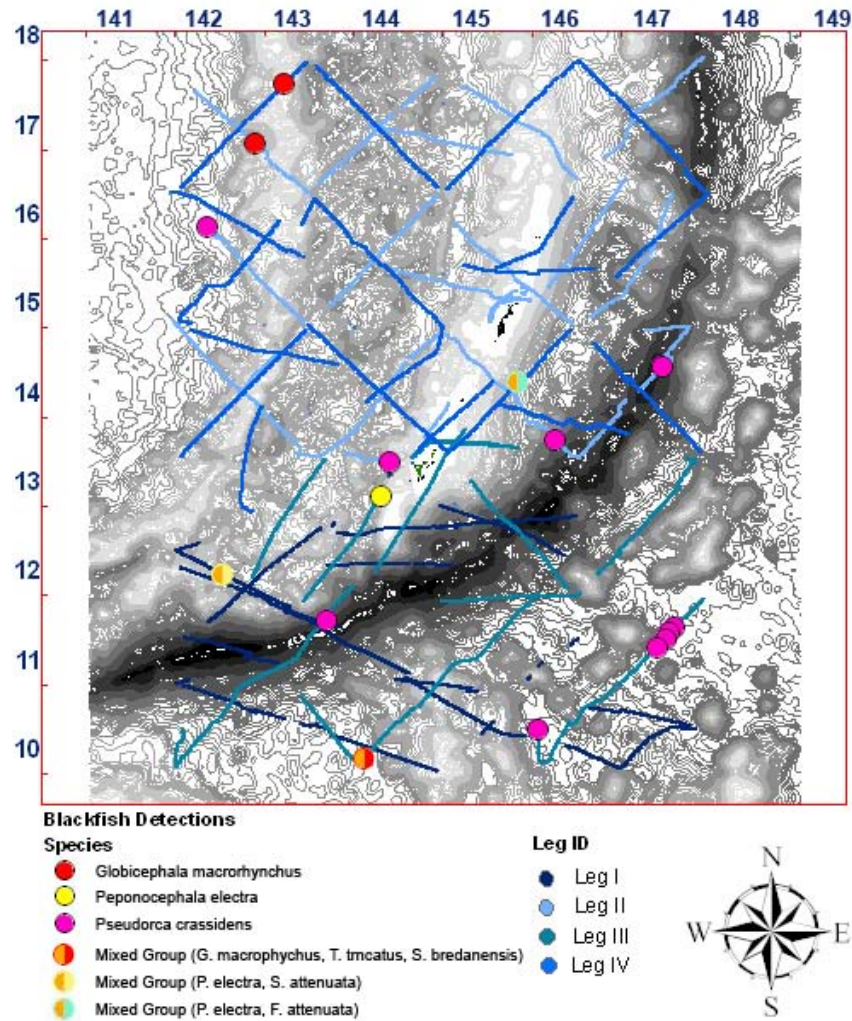 141 142 143 144 145 146 147 148 149
18
17
16
15
14
13
12
11
10
Blackfish Detections
Species
Globicephala macrorhynchus
Peponocephala electra
Pseudorca crassidens
Mixed Group (G. macrophychus, T. trncatus, S. bredanensis)
Mixed Group (P. electra, S. attenuata)
Mixed Group (P. electra, F. attenuata)
Leg ID
Leg I
Leg II
Leg III
Leg IV
N
W E
S